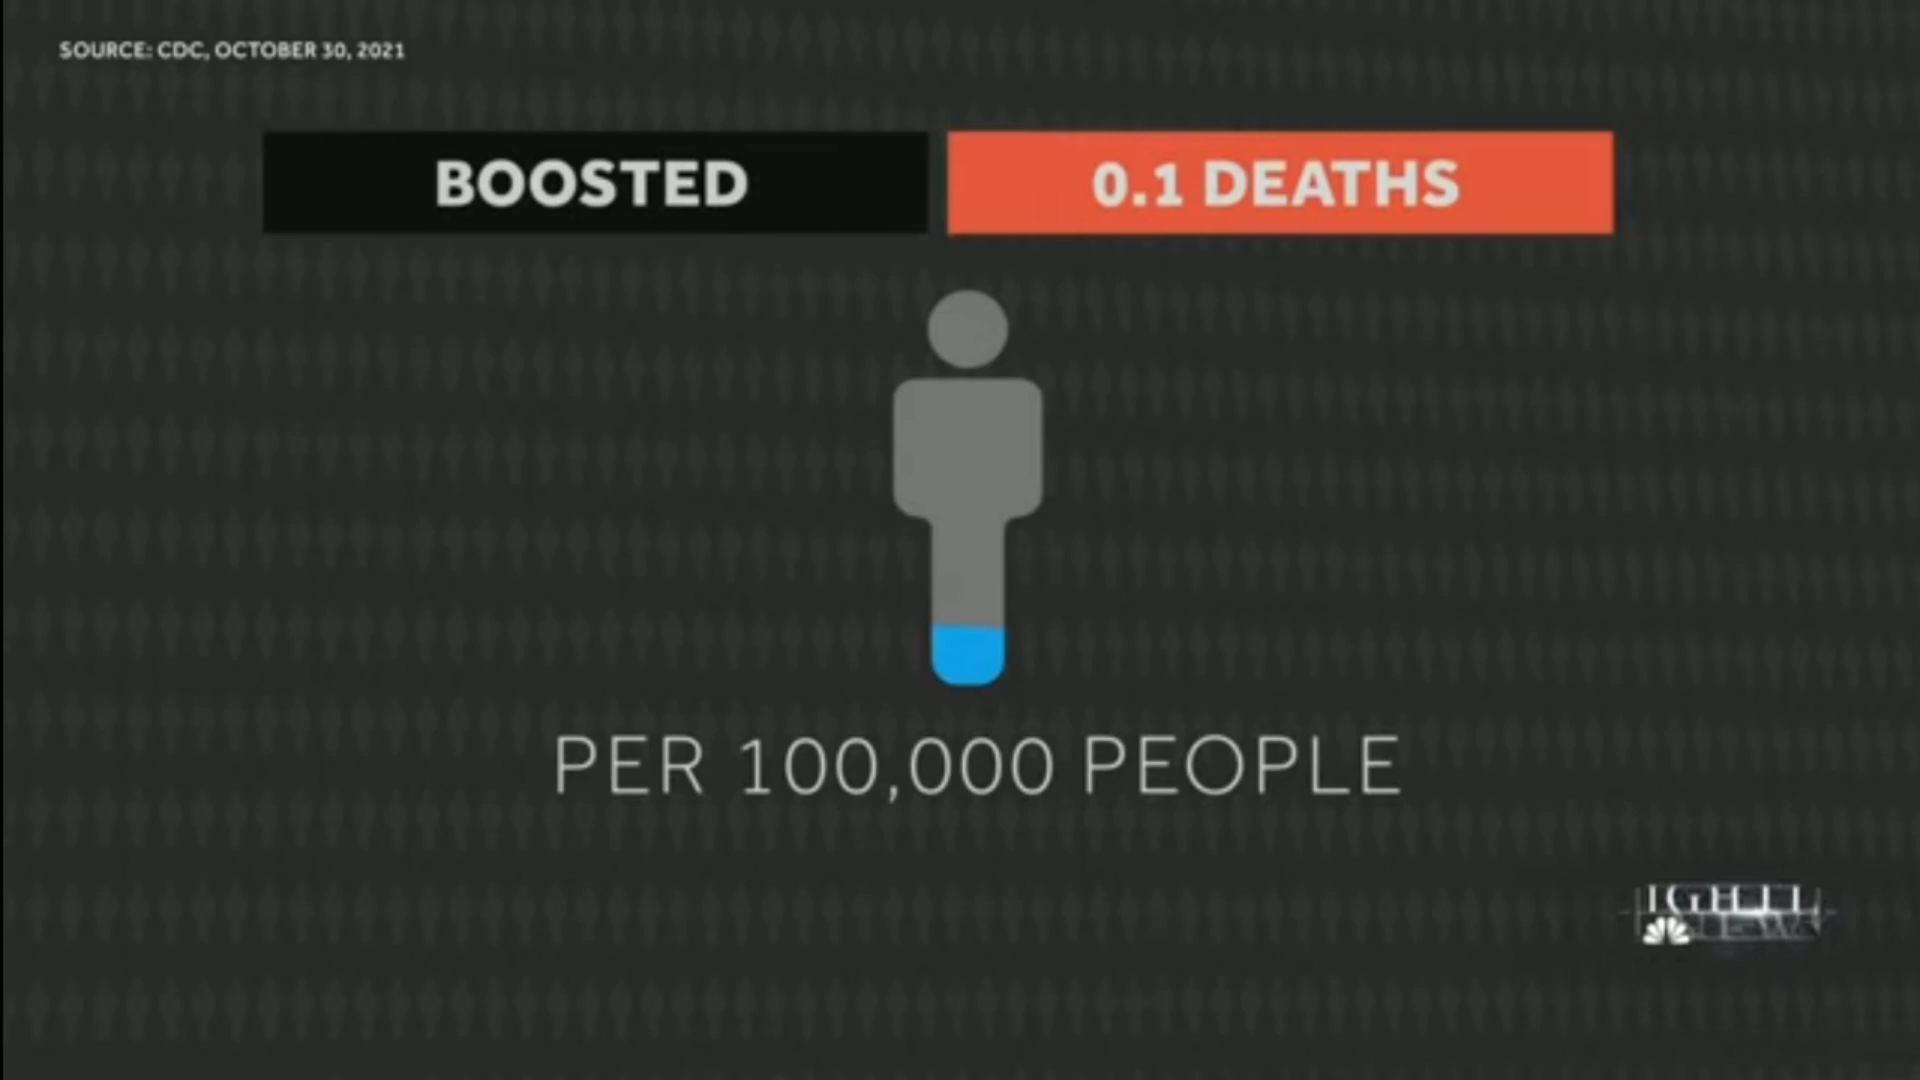 SOURCE: CDC, OCTOBER 30, 2021
BOOSTED
0.1 DEATHS
PER 100,000 PEOPLE